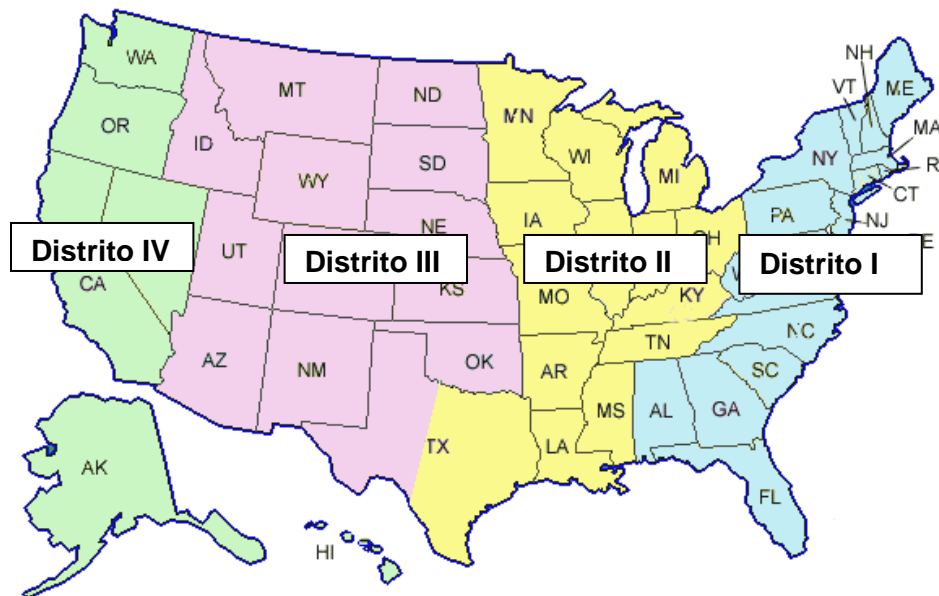 NH
WA
MT
ND
MN
VT
ME
OR
ID
SD
WI
MI
NY
MA
R
WY
CT
IA
PA
NE
NJ
UT
Distrito IV
Distrito III
Distrito II
Distrito I
CA
KS
MO
KY
NC
TN
AZ
NM
OK
AR
SC
MS
AL
GA
TX
LA
AK
FL
HI